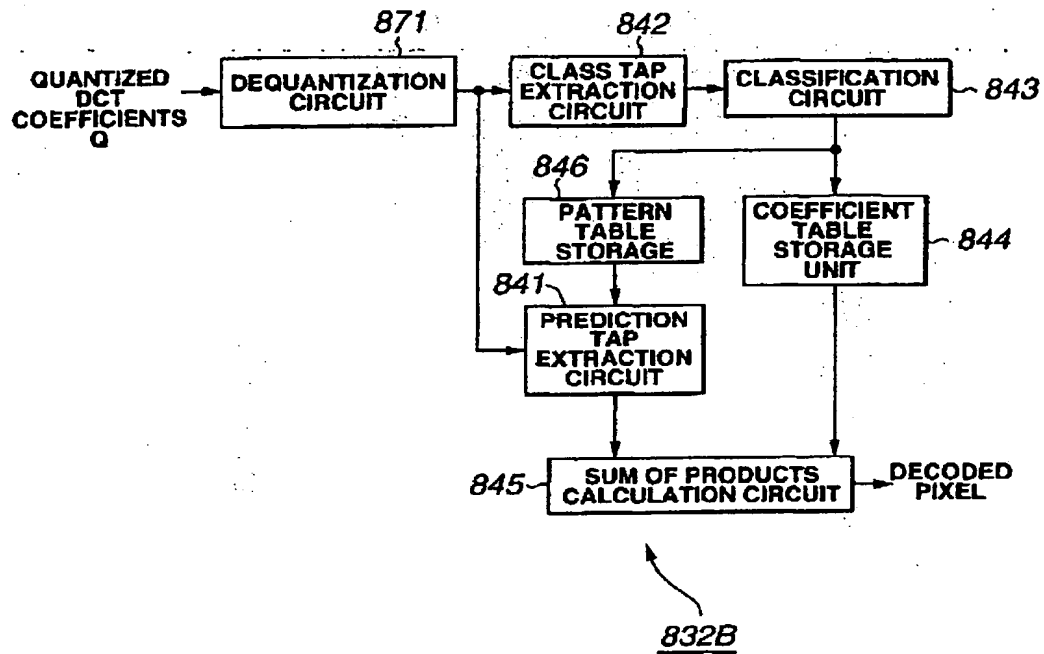 871
842
QUANTIZED
DCT
COEFFICIENTS
Q
DEQUANTIZATION
CIRCUIT
CLASS TAP
EXTRACTION
CIRCUIT
CLASSIFICATION
CIRCUIT
843
846
PATTERN
TABLE
STORAGE
COEFFICIENT
TABLE
STORAGE
UNIT
844
841
PREDICTION
TAP
EXTRACTION
CIRCUIT
845
SUM OF PRODUCTS
CALCULATION CIRCUIT
DECODED
PIXEL
832B